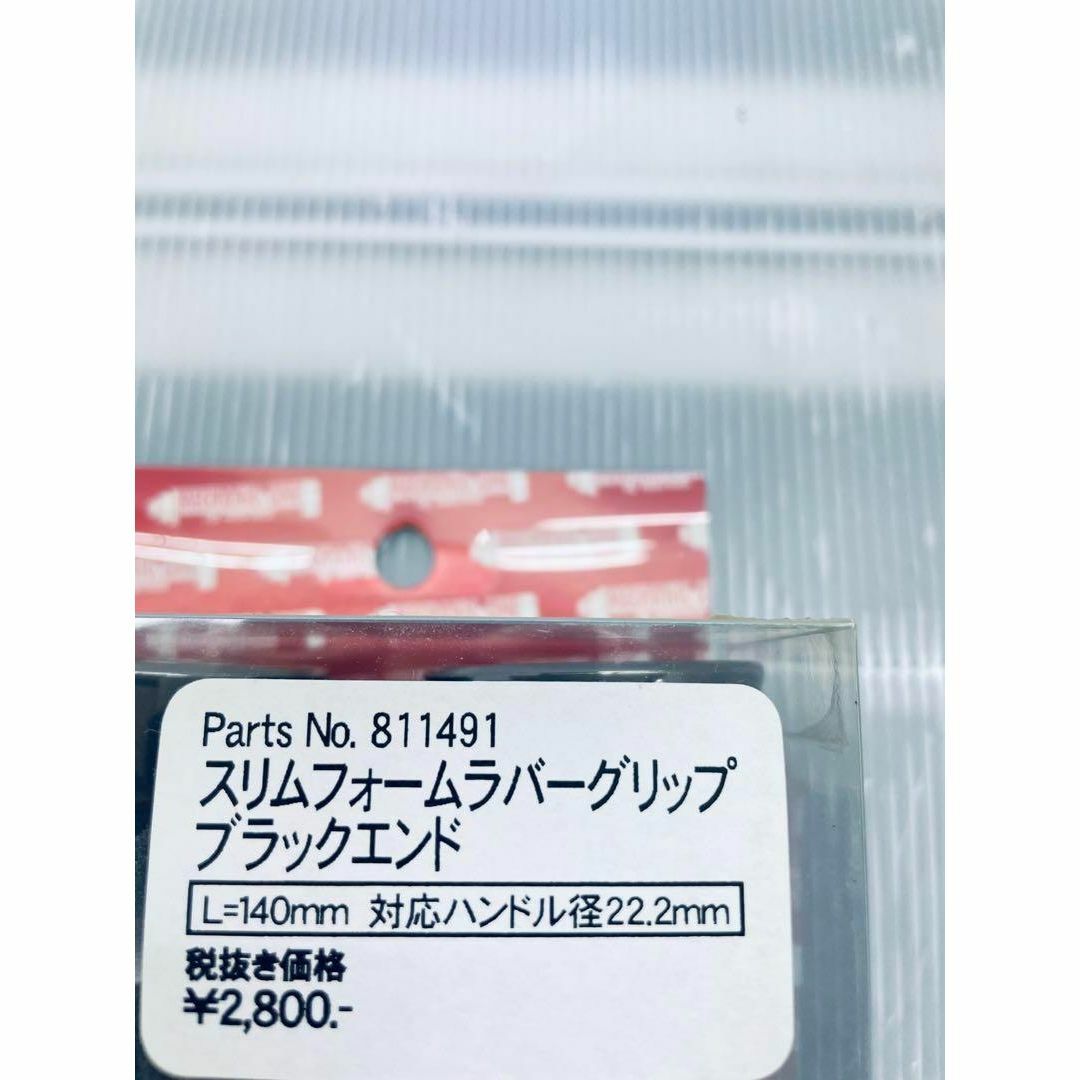 Parts No. 811491
スリムフォームラバーグリップ
ブラックエンド
L=140mm 対応ハンドル径22.2mm
税抜き価格
¥2,800.-